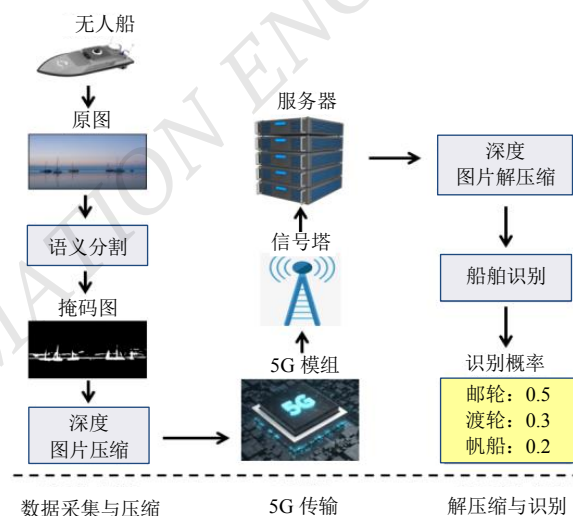 无人船
原图
语义分割
掩码图
深度
图片压缩
数据采集与压缩
服务器
信号塔
5G 模组
5G
5G 传输
深度
图片解压缩
船舶识别
识别概率
邮轮：0.5
渡轮：0.3
帆船：0.2
解压缩与识别
MATION ENG